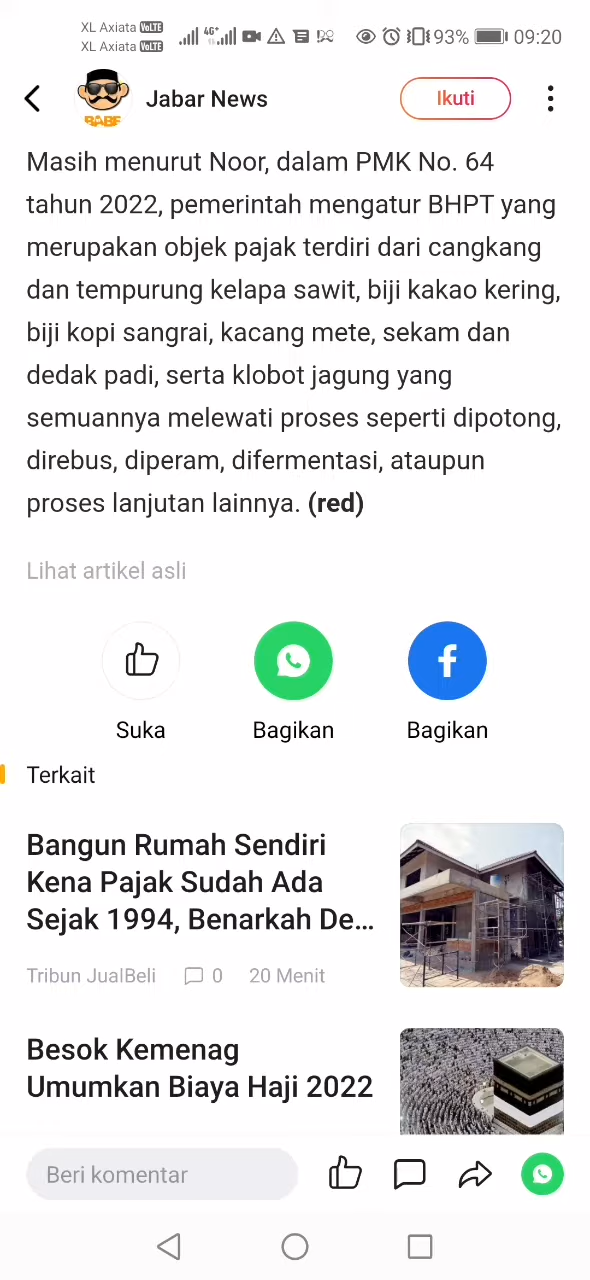 XL Axiata VoLTE
XL Axiata VoLTE
4G+
93%
09:20
BABE
Jabar News
Ikuti
Masih menurut Noor, dalam PMK No. 64
tahun 2022, pemerintah mengatur BHPT yang
merupakan objek pajak terdiri dari cangkang
dan tempurung kelapa sawit, biji kakao kering,
biji kopi sangrai, kacang mete, sekam dan
dedak padi, serta klobot jagung yang
semuannya melewati proses seperti dipotong,
direbus, diperam, difermentasi, ataupun
proses lanjutan lainnya. (red)
Lihat artikel asli
Suka
Bagikan
Bagikan
Terkait
Bangun Rumah Sendiri
Kena Pajak Sudah Ada
Sejak 1994, Benarkah De...
Tribun JualBeli
0
20 Menit
Besok Kemenag
Umumkan Biaya Haji 2022
Beri komentar